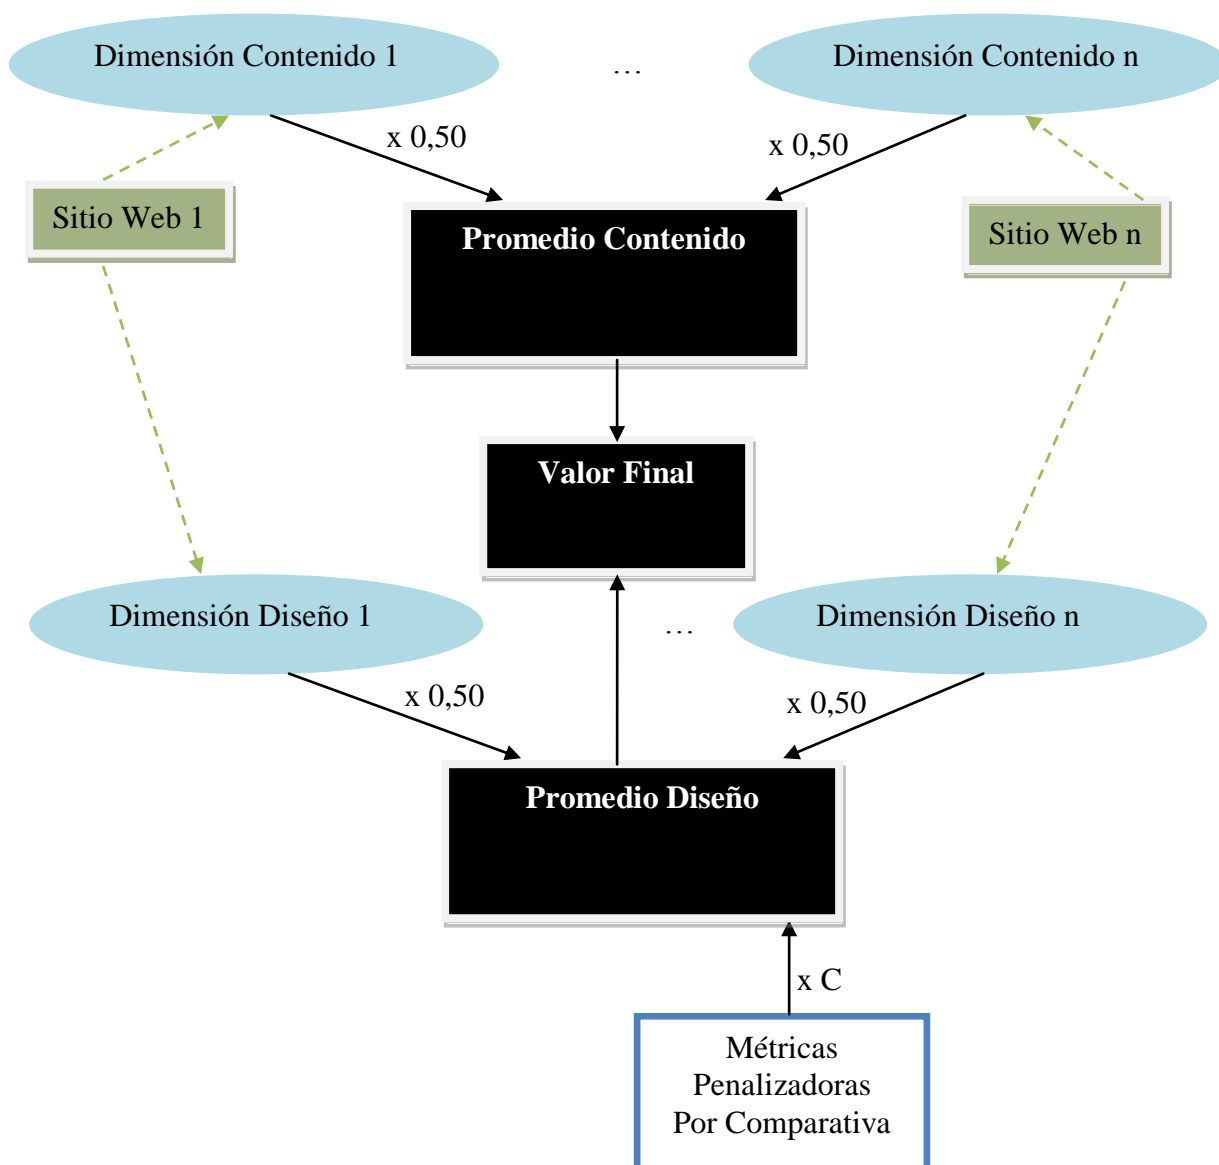 Dimensión Contenido 1
...
Dimensión Contenido n
x 0,50
x 0,50
Sitio Web 1
Promedio Contenido
Sitio Web n
Valor Final
Dimensión Diseño 1
...
Dimensión Diseño n
x 0,50
x 0,50
Promedio Diseño
x C
Métricas
Penalizadoras
Por Comparativa